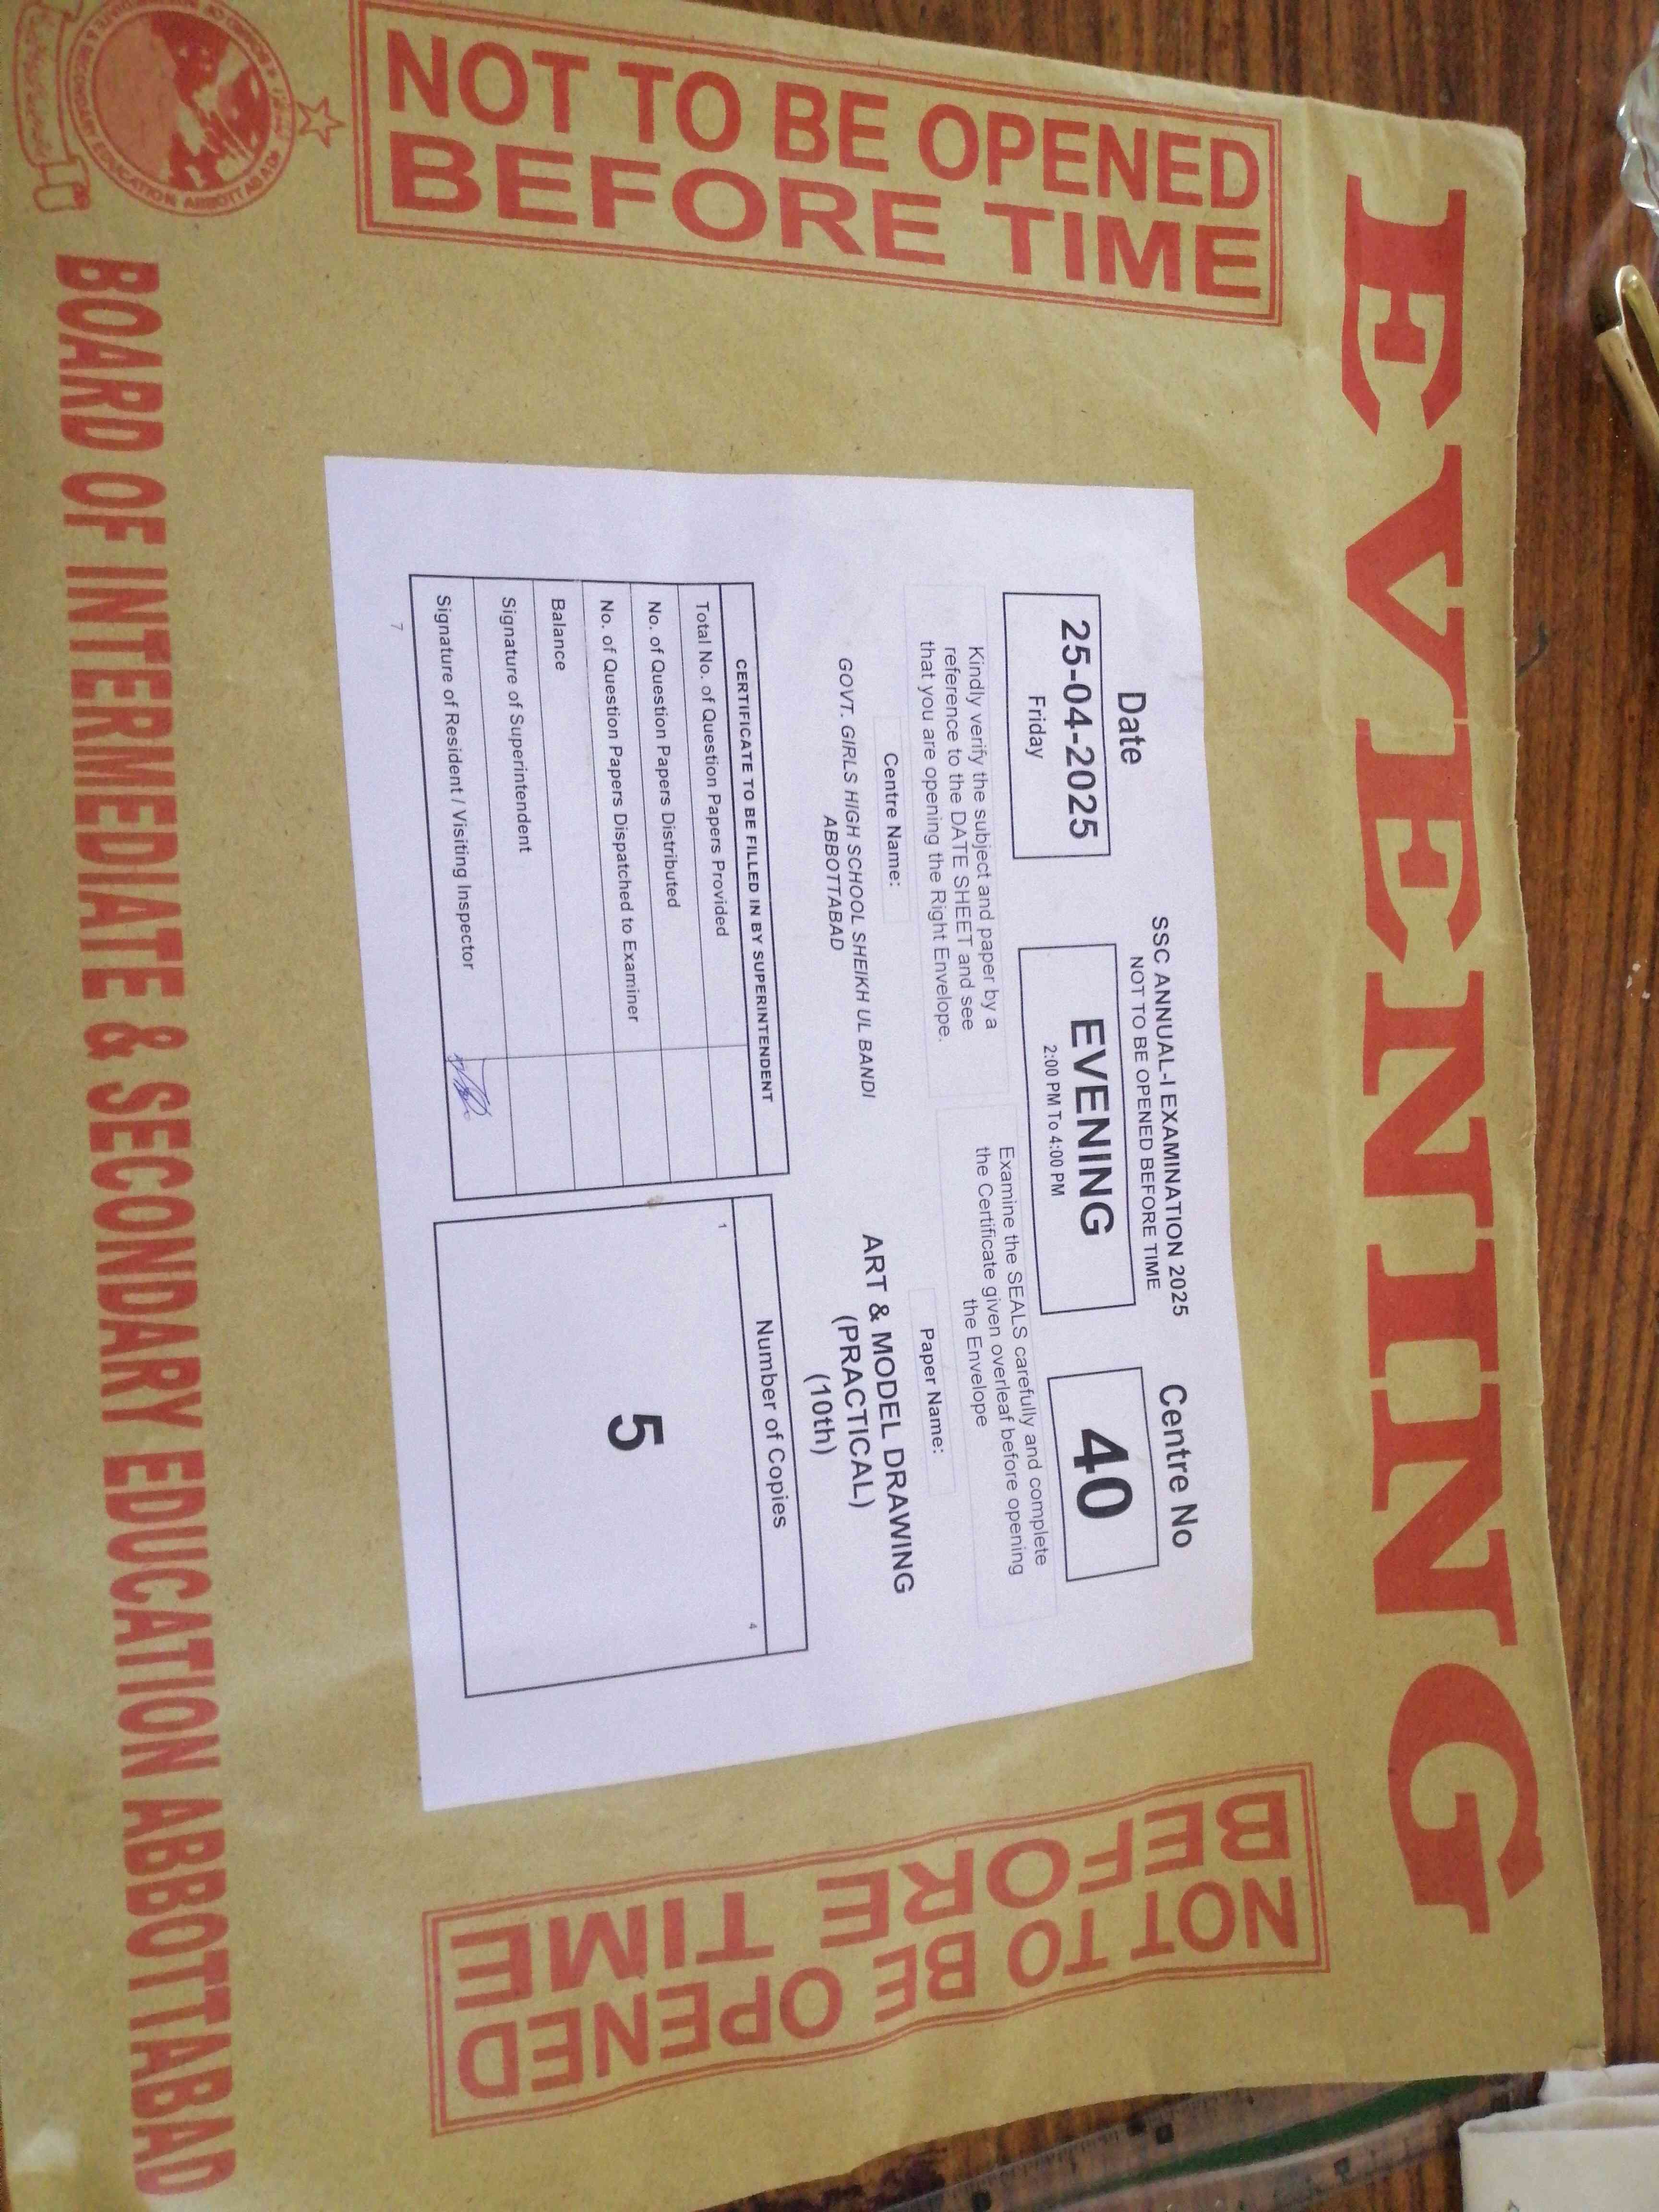 EVENING
NOT TO BE OPENED
BEFORE TIME
SSC ANNUAL-I EXAMINATION 2025
NOT TO BE OPENED BEFORE TIME
Date
25-04-2025
Friday
EVENING
2:00 PM To 4:00 PM
Centre No
40
Kindly verify the subject and paper by a
reference to the DATE SHEET and see
that you are opening the Right Envelope.
Examine the SEALS carefully and complete
the Certificate given overleaf before opening
the Envelope
Centre Name:
GOVT. GIRLS HIGH SCHOOL SHEIKH UL BANDI
ABBOTTABAD
Paper Name:
ART & MODEL DRAWING
(PRACTICAL)
(10th)
CERTIFICATE TO BE FILLED IN BY SUPERINTENDENT
Total No. of Question Papers Provided
No. of Question Papers Distributed
No. of Question Papers Dispatched to Examiner
Balance
Signature of Superintendent
Signature of Resident / Visiting Inspector
7
Number of Copies
1
4
5
NOT TO BE OPENED
BEFORE TIME
BOARD OF INTERMEDIATE & SECONDARY EDUCATION ABBOTTABAD